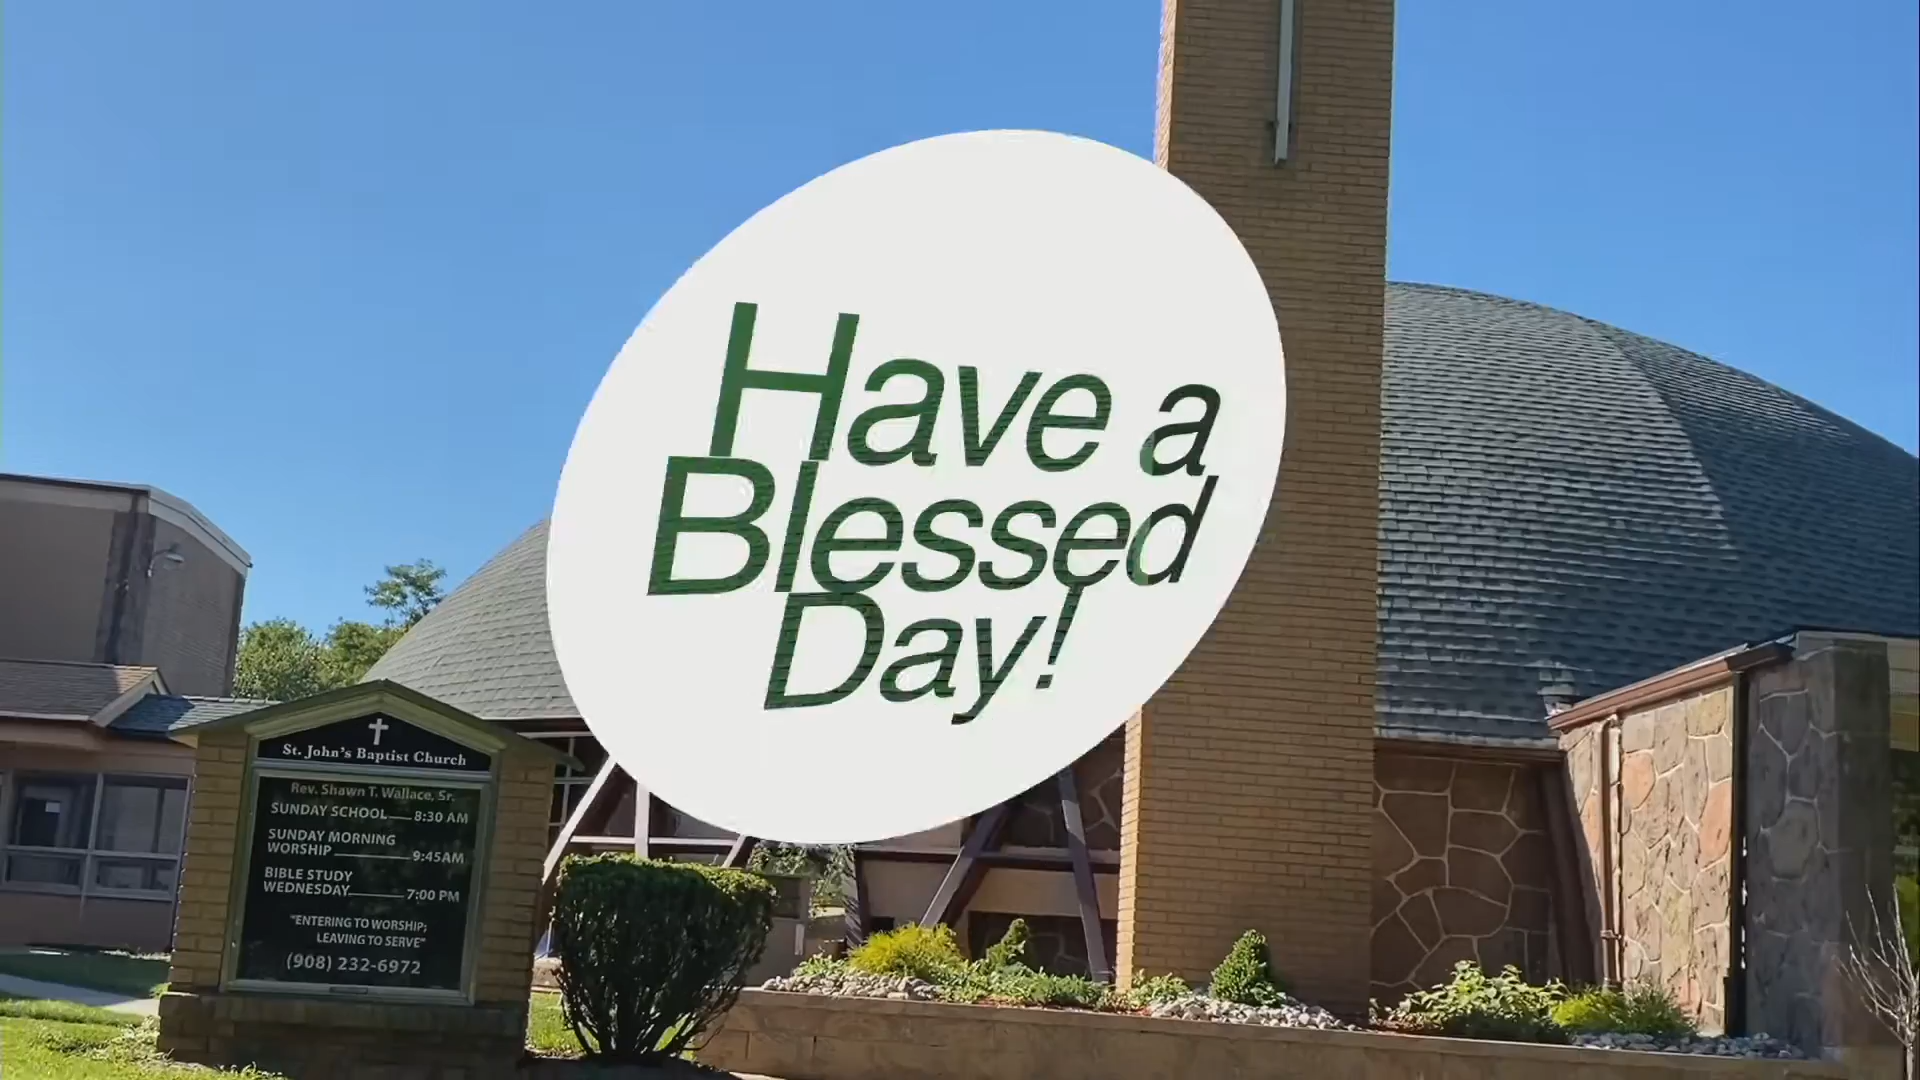 Have a
Blessed
Day!
St. John's Baptist Church
Rev. Shawn T. Wallace, Sr.
SUNDAY SCHOOL 8:30 AM
SUNDAY MORNING
WORSHIP 9:45AM
BIBLE STUDY
WEDNESDAY 7:00 PM
"ENTERING TO WORSHIP;
LEAVING TO SERVE"
(908) 232-6972